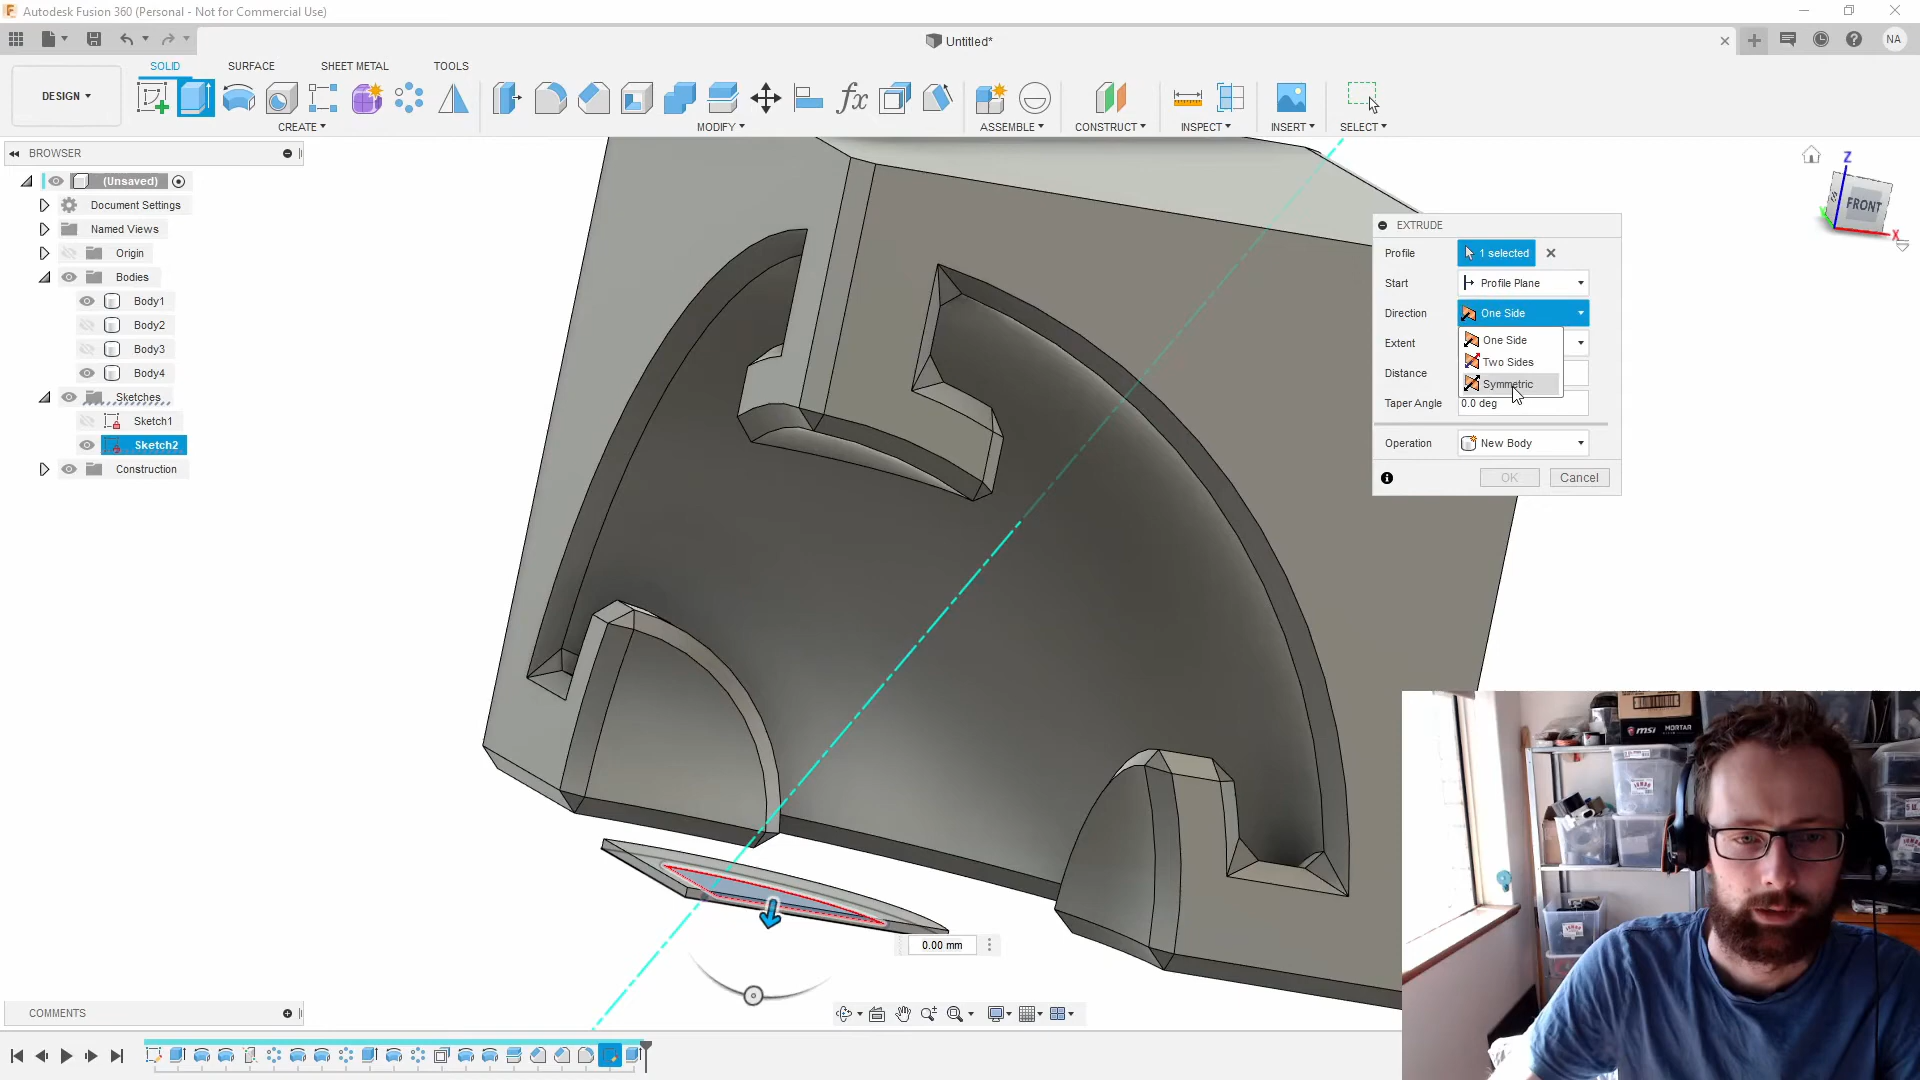 Autodesk Fusion 360 (Personal - Not for Commercial Use)
Untitled*
NA
DESIGN
SOLID
SURFACE
SHEET METAL
TOOLS
CREATE
MODIFY
ASSEMBLE
CONSTRUCT
INSPECT
INSERT
SELECT
BROWSER
(Unsaved)
Document Settings
Named Views
Origin
Bodies
Body1
Body2
Body3
Body4
Sketches
Sketch1
Sketch2
Construction
Z
FRONT
X
EXTRUDE
Profile
1 selected
Start
Profile Plane
Direction
One Side
One Side
Two Sides
Symmetric
Extent
Distance
Taper Angle
0.0 deg
Operation
New Body
OK
Cancel
0.00 mm
COMMENTS
msi
MORTAR